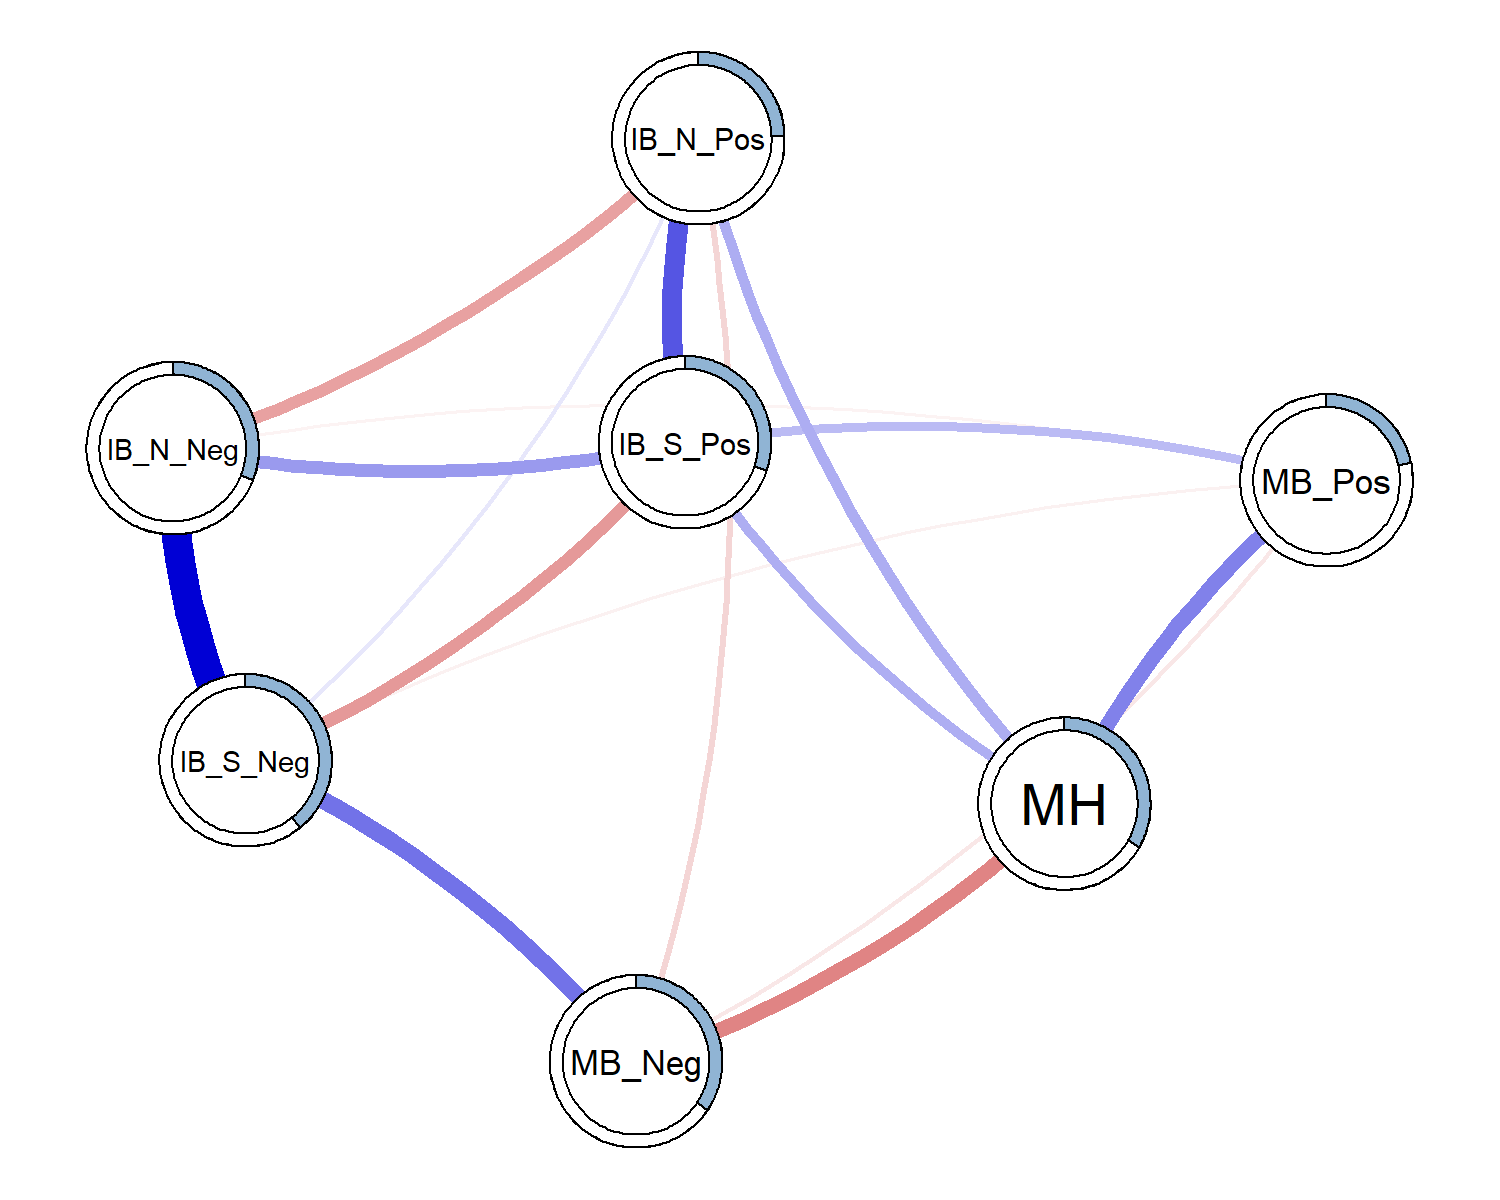 IB_N_Pos
IB_N_Neg
IB_S_Pos
MB_Pos
IB_S_Neg
MH
MB_Neg